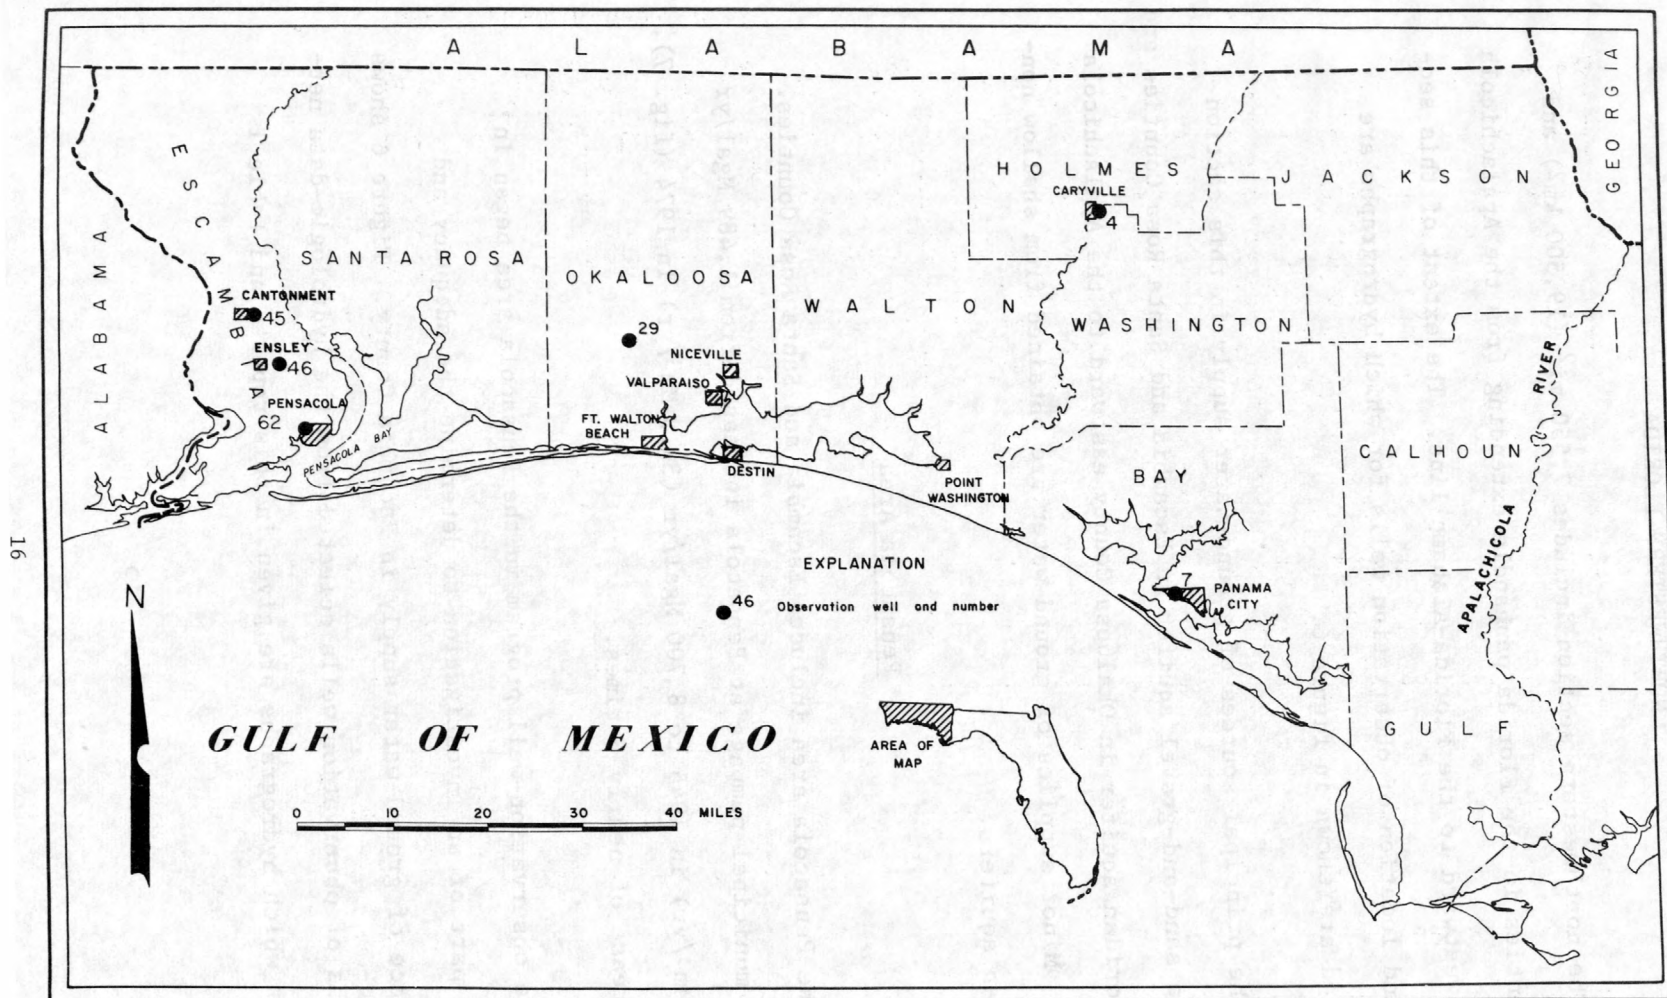 A L A B A M A
GEORGIA
ALABAMA
ESCAMBIA
SANTA ROSA
OKALOOSA
WALTON
HOLMES
CARYVILLE
4
JACKSON
WASHINGTON
CANTONMENT
45
ENSLEY
46
PENSACOLA
62
PENSACOLA BAY
29
NICEVILLE
VALPARAISO
FT. WALTON
BEACH
DESTIN
POINT
WASHINGTON
BAY
CALHOUN
APALACHICOLA RIVER
7
PANAMA
CITY
GULF
EXPLANATION
46
Observation well and number
N
GULF OF MEXICO
AREA OF
MAP
0 10 20 30 40 MILES
16